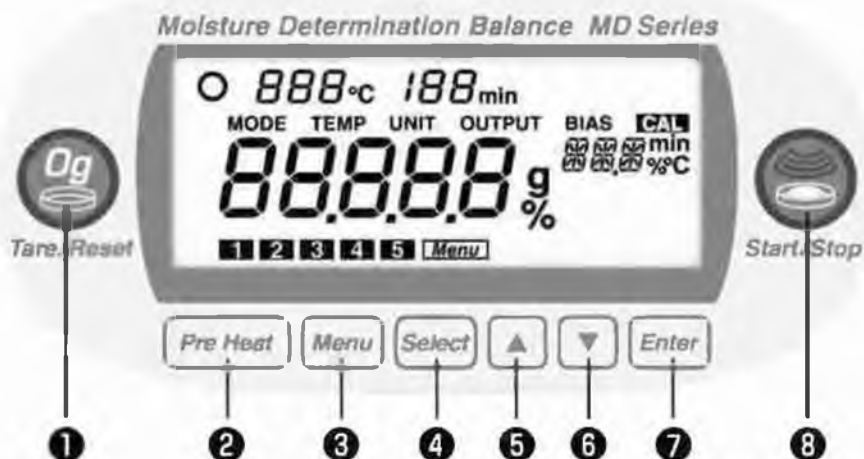 Moisture Determination Balance MD Series
888°C 188min
MODE TEMP UNIT OUTPUT BIAS CAL
0g
88.8.8.8 g %
min
%°C
Tare/Reset
1 2 3 4 5 Menu
Start/Stop
Pre Heat Menu Select ▲ ▼ Enter
1 2 3 4 5 6 7 8